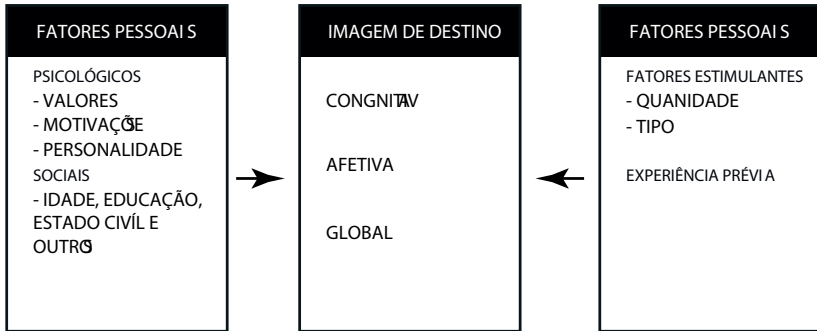 FATORES PESSOAI S
PSICOLÓGICOS
- VALORES
- MOTIVAÇÕSE
- PERSONALIDADE
SOCIAIS
- IDADE, EDUCAÇÃO,
ESTADO CIVÍL E
OUTROS
IMAGEM DE DESTINO
CONGNITAV
AFETIVA
GLOBAL
FATORES PESSOAI S
FATORES ESTIMULANTES
- QUANIDADE
- TIPO
EXPERIÊNCIA PRÉVI A